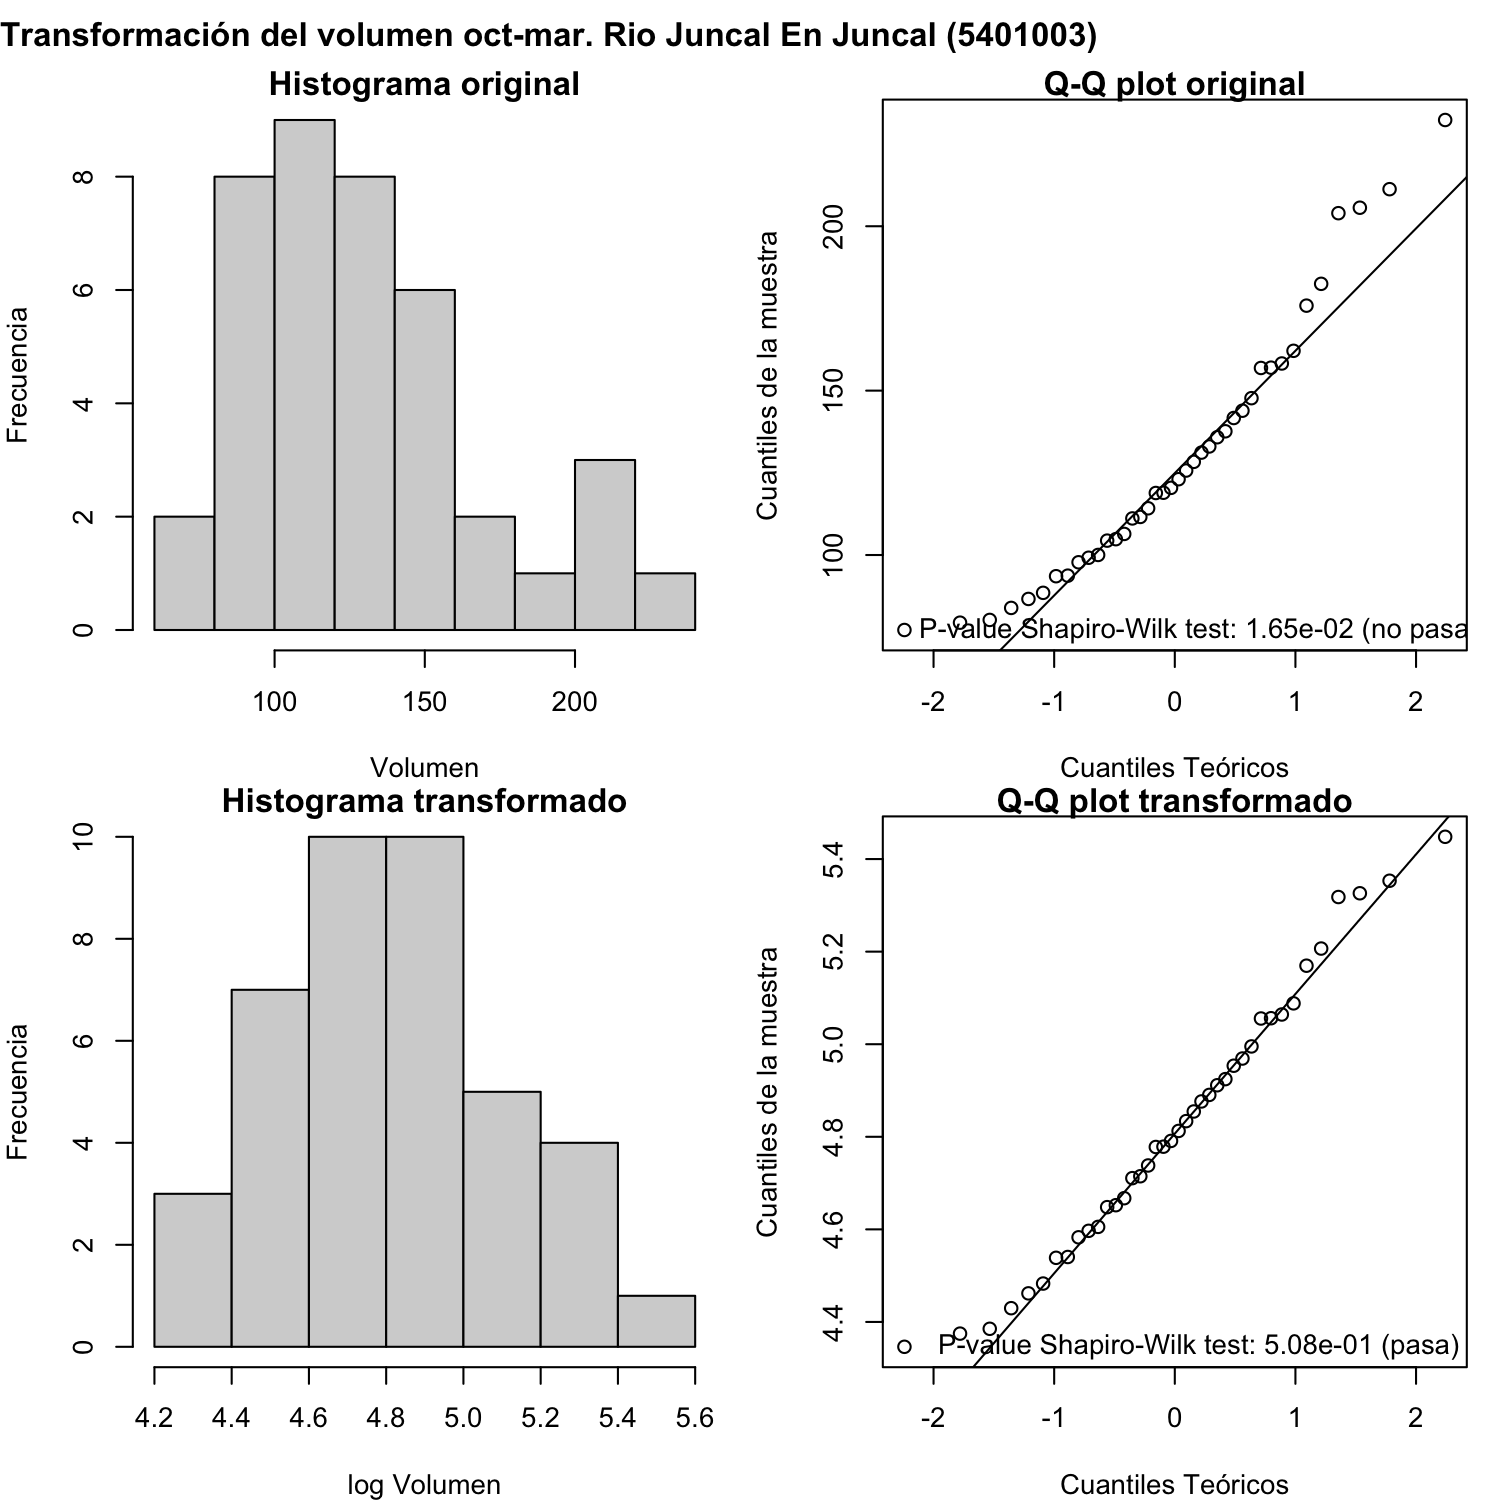 Transformación del volumen oct-mar. Rio Juncal En Juncal (5401003)
Histograma original
Frecuencia
0 2 4 6 8
100 150 200
Volumen
Q-Q plot original
Cuantiles de la muestra
100 150 200
P-value Shapiro-Wilk test: 1.65e-02 (no pasa
-2 -1 0 1 2
Cuantiles Teóricos
Histograma transformado
Frecuencia
0 2 4 6 8 10
4.2 4.4 4.6 4.8 5.0 5.2 5.4 5.6
log Volumen
Q-Q plot transformado
Cuantiles de la muestra
4.4 4.6 4.8 5.0 5.2 5.4
P-value Shapiro-Wilk test: 5.08e-01 (pasa)
-2 -1 0 1 2
Cuantiles Teóricos